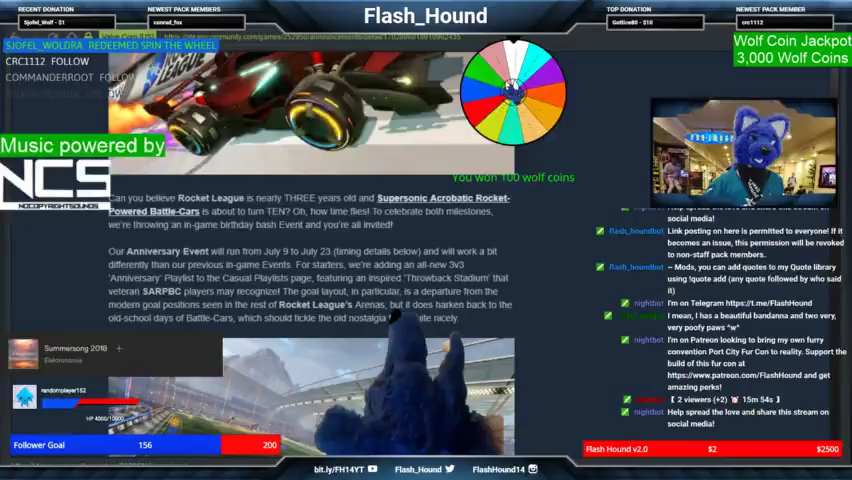 RECENT DONATION
Sjofel_Wolf - $1
NEWEST PACK MEMBERS
conrad_fox
Flash_Hound
TOP DONATION
Gotlice80 - $10
NEWEST PACK MEMBER
crc1112
SJOFEL_WOLDRA REDEEMED SPIN THE WHEEL
CRC1112 FOLLOW
COMMANDERROOT FOLLOW
Wolf Coin Jackpot
3,000 Wolf Coins
Music powered by
NCS
NOCOPYRIGHTSOUNDS
You won 100 wolf coins
Can you believe Rocket League is nearly THREE years old and Supersonic Acrobatic Rocket-
Powered Battle-Cars is about to turn TEN? Oh, how time flies! To celebrate both milestones,
we're throwing an in-game birthday bash Event and you're all invited!
Our Anniversary Event will run from July 9 to July 23 (timing details below) and will work a bit
differently than our previous in-game Events. For starters, we're adding an all-new 3v3
'Anniversary' Playlist to the Casual Playlists page, featuring an inspired 'Throwback Stadium' that
veteran SARPBC players may recognize! The goal layout, in particular, is a departure from the
modern goal positions seen in the rest of Rocket League's Arenas, but it does harken back to the
old-school days of Battle-Cars, which should tickle the old nostalgia nicely.
Summersong 2018
Elektronomia
randomplayer152
HP 4000/10000
Follower Goal
156
200
social media!
flash_houndbot: Link posting on here is permitted to everyone! If it
becomes an issue, this permission will be revoked
to non-staff pack members.
flash_houndbot: ~ Mods, you can add quotes to my Quote library
using !quote add (any quote followed by who said
it)
nightbot: I'm on Telegram https://t.me/FlashHound
I mean, I has a beautiful bandanna and two very,
very poofy paws ^w^
nightbot: I'm on Patreon looking to bring my own furry
convention Port City Fur Con to reality. Support the
build of this fur con at
https://www.patreon.com/FlashHound and get
amazing perks!
【 2 viewers (+2) ⏰ 15m 54s 】
nightbot: Help spread the love and share this stream on
social media!
Flash Hound v2.0
$2
$2500
bit.ly/FH14YT
Flash_Hound
FlashHound14